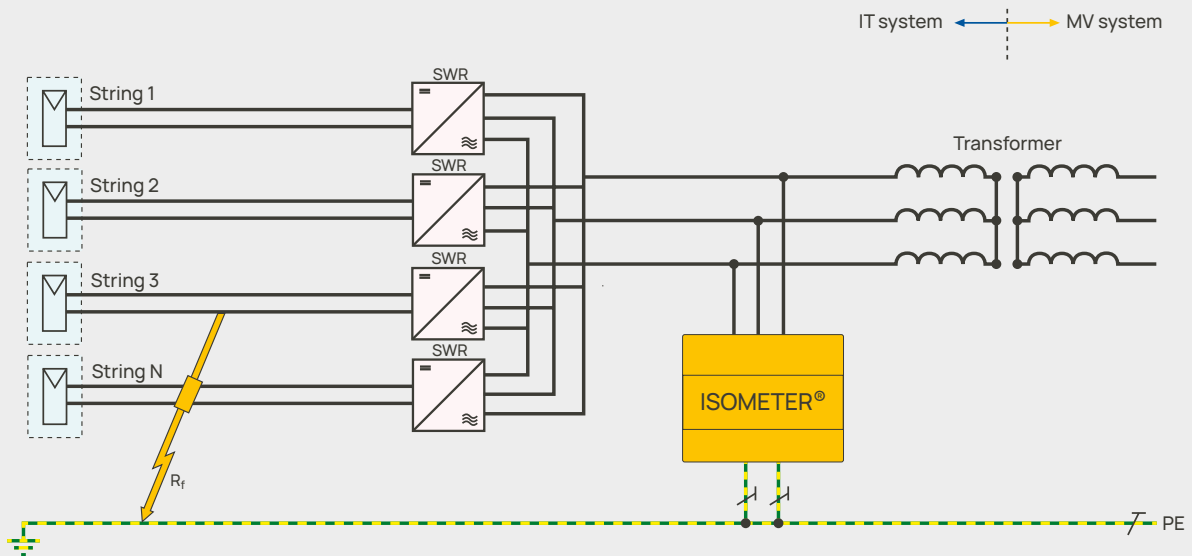 IT system
MV system
SWR
String 1
Transformer
SWR
String 2
SWR
String 3
SWR
String N
ISOMETER®
Rf
PE